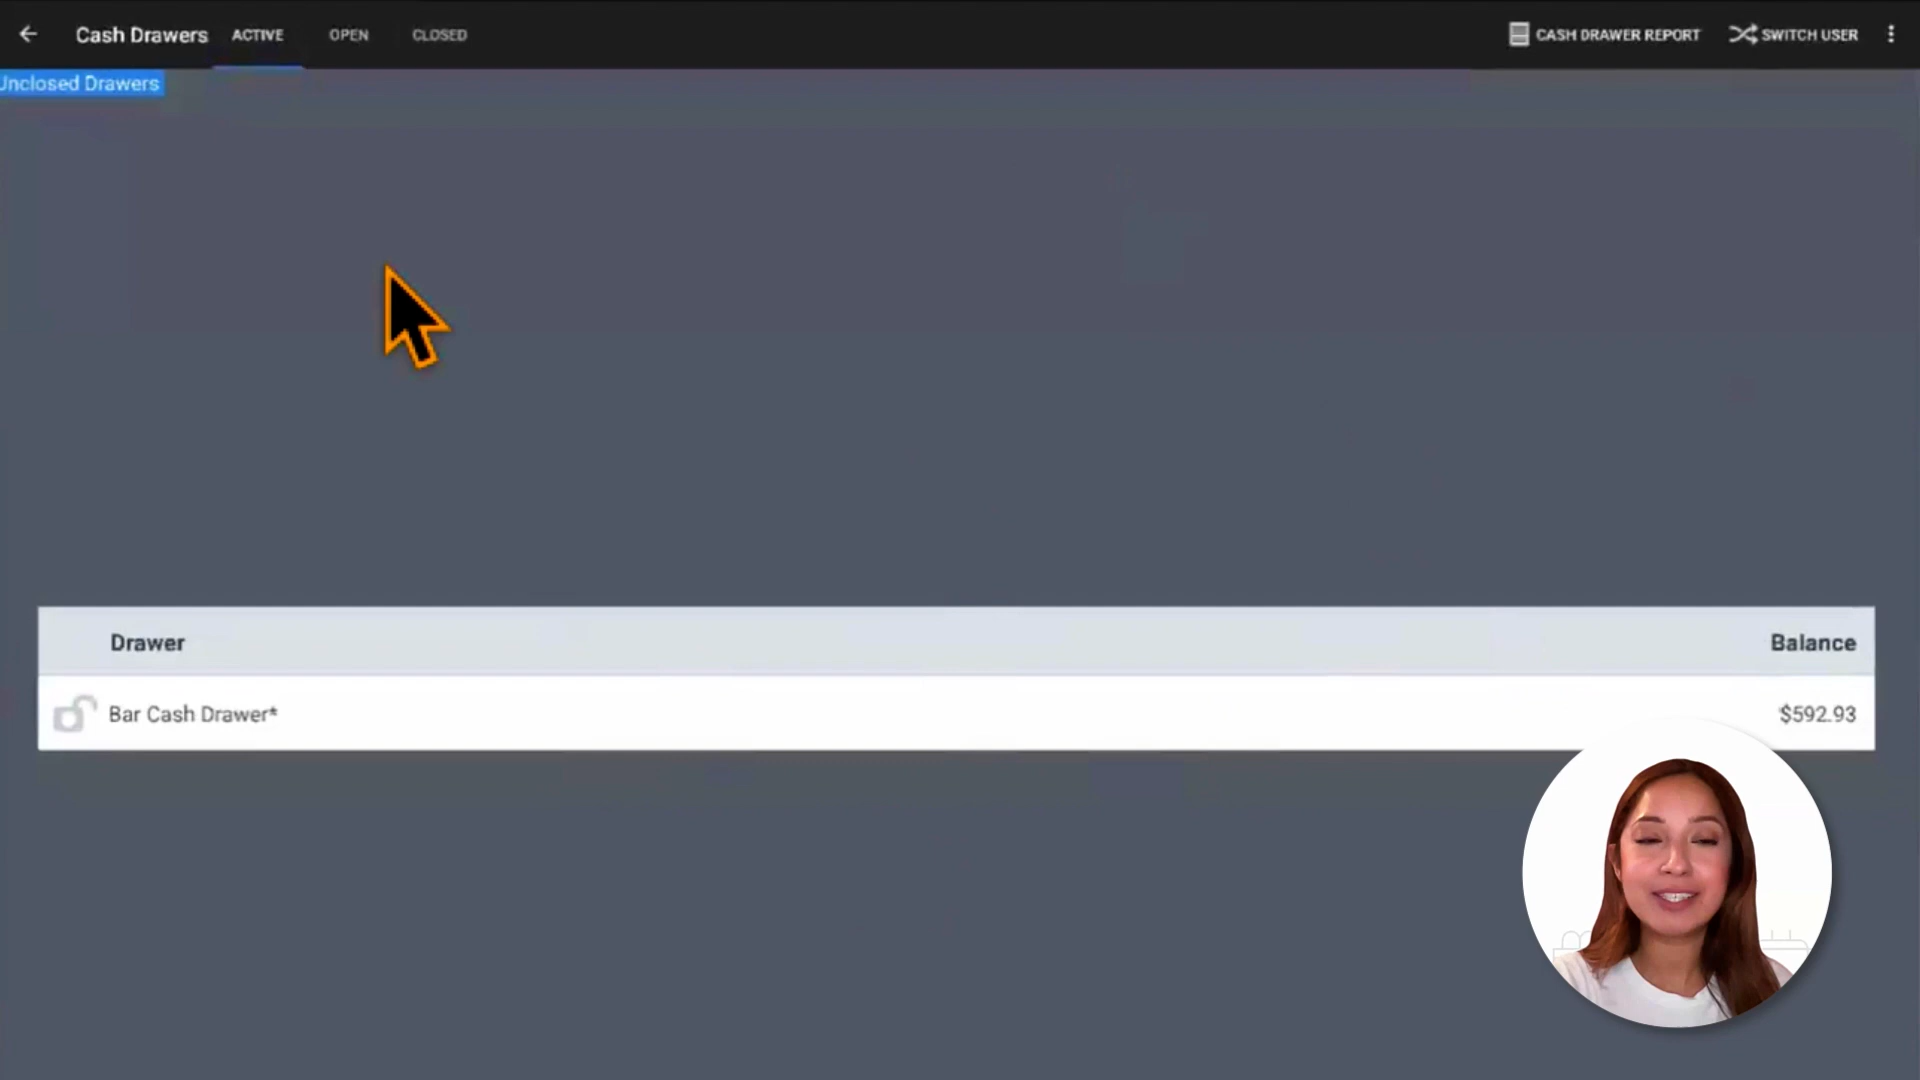 Cash Drawers ACTIVE OPEN CLOSED CASH DRAWER REPORT SWITCH USER
Unclosed Drawers
Drawer Balance
Bar Cash Drawer* $592.93